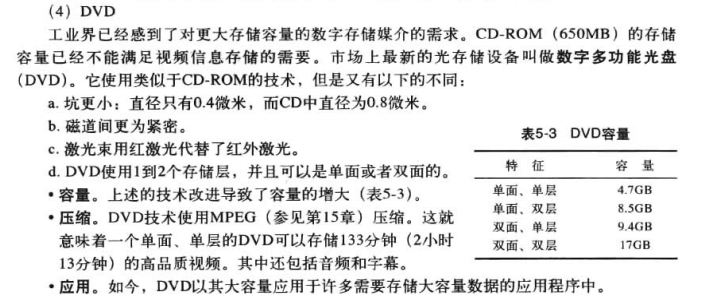 (4) DVD
工业界已经感到了对更大存储容量的数字存储媒介的需求。CD-ROM（650MB）的存储
容量已经不能满足视频信息存储的需要。市场上最新的光存储设备叫做数字多功能光盘
（DVD）。它使用类似于CD-ROM的技术，但是又有以下的不同：
a. 坑更小：直径只有0.4微米，而CD中直径为0.8微米。
b. 磁道间更为紧密。
c. 激光束用红激光代替了红外激光。
d. DVD使用1到2个存储层，并且可以是单面或者双面的。
• 容量。上述的技术改进导致了容量的增大（表5-3）。
• 压缩。DVD技术使用MPEG（参见第15章）压缩。这就
意味着一个单面、单层的DVD可以存储133分钟（2小时
13分钟）的高品质视频。其中还包括音频和字幕。
• 应用。如今，DVD以其大容量应用于许多需要存储大容量数据的应用程序中。
表5-3 DVD容量
特 征 容 量
单面、单层 4.7GB
单面、双层 8.5GB
双面、单层 9.4GB
双面、双层 17GB